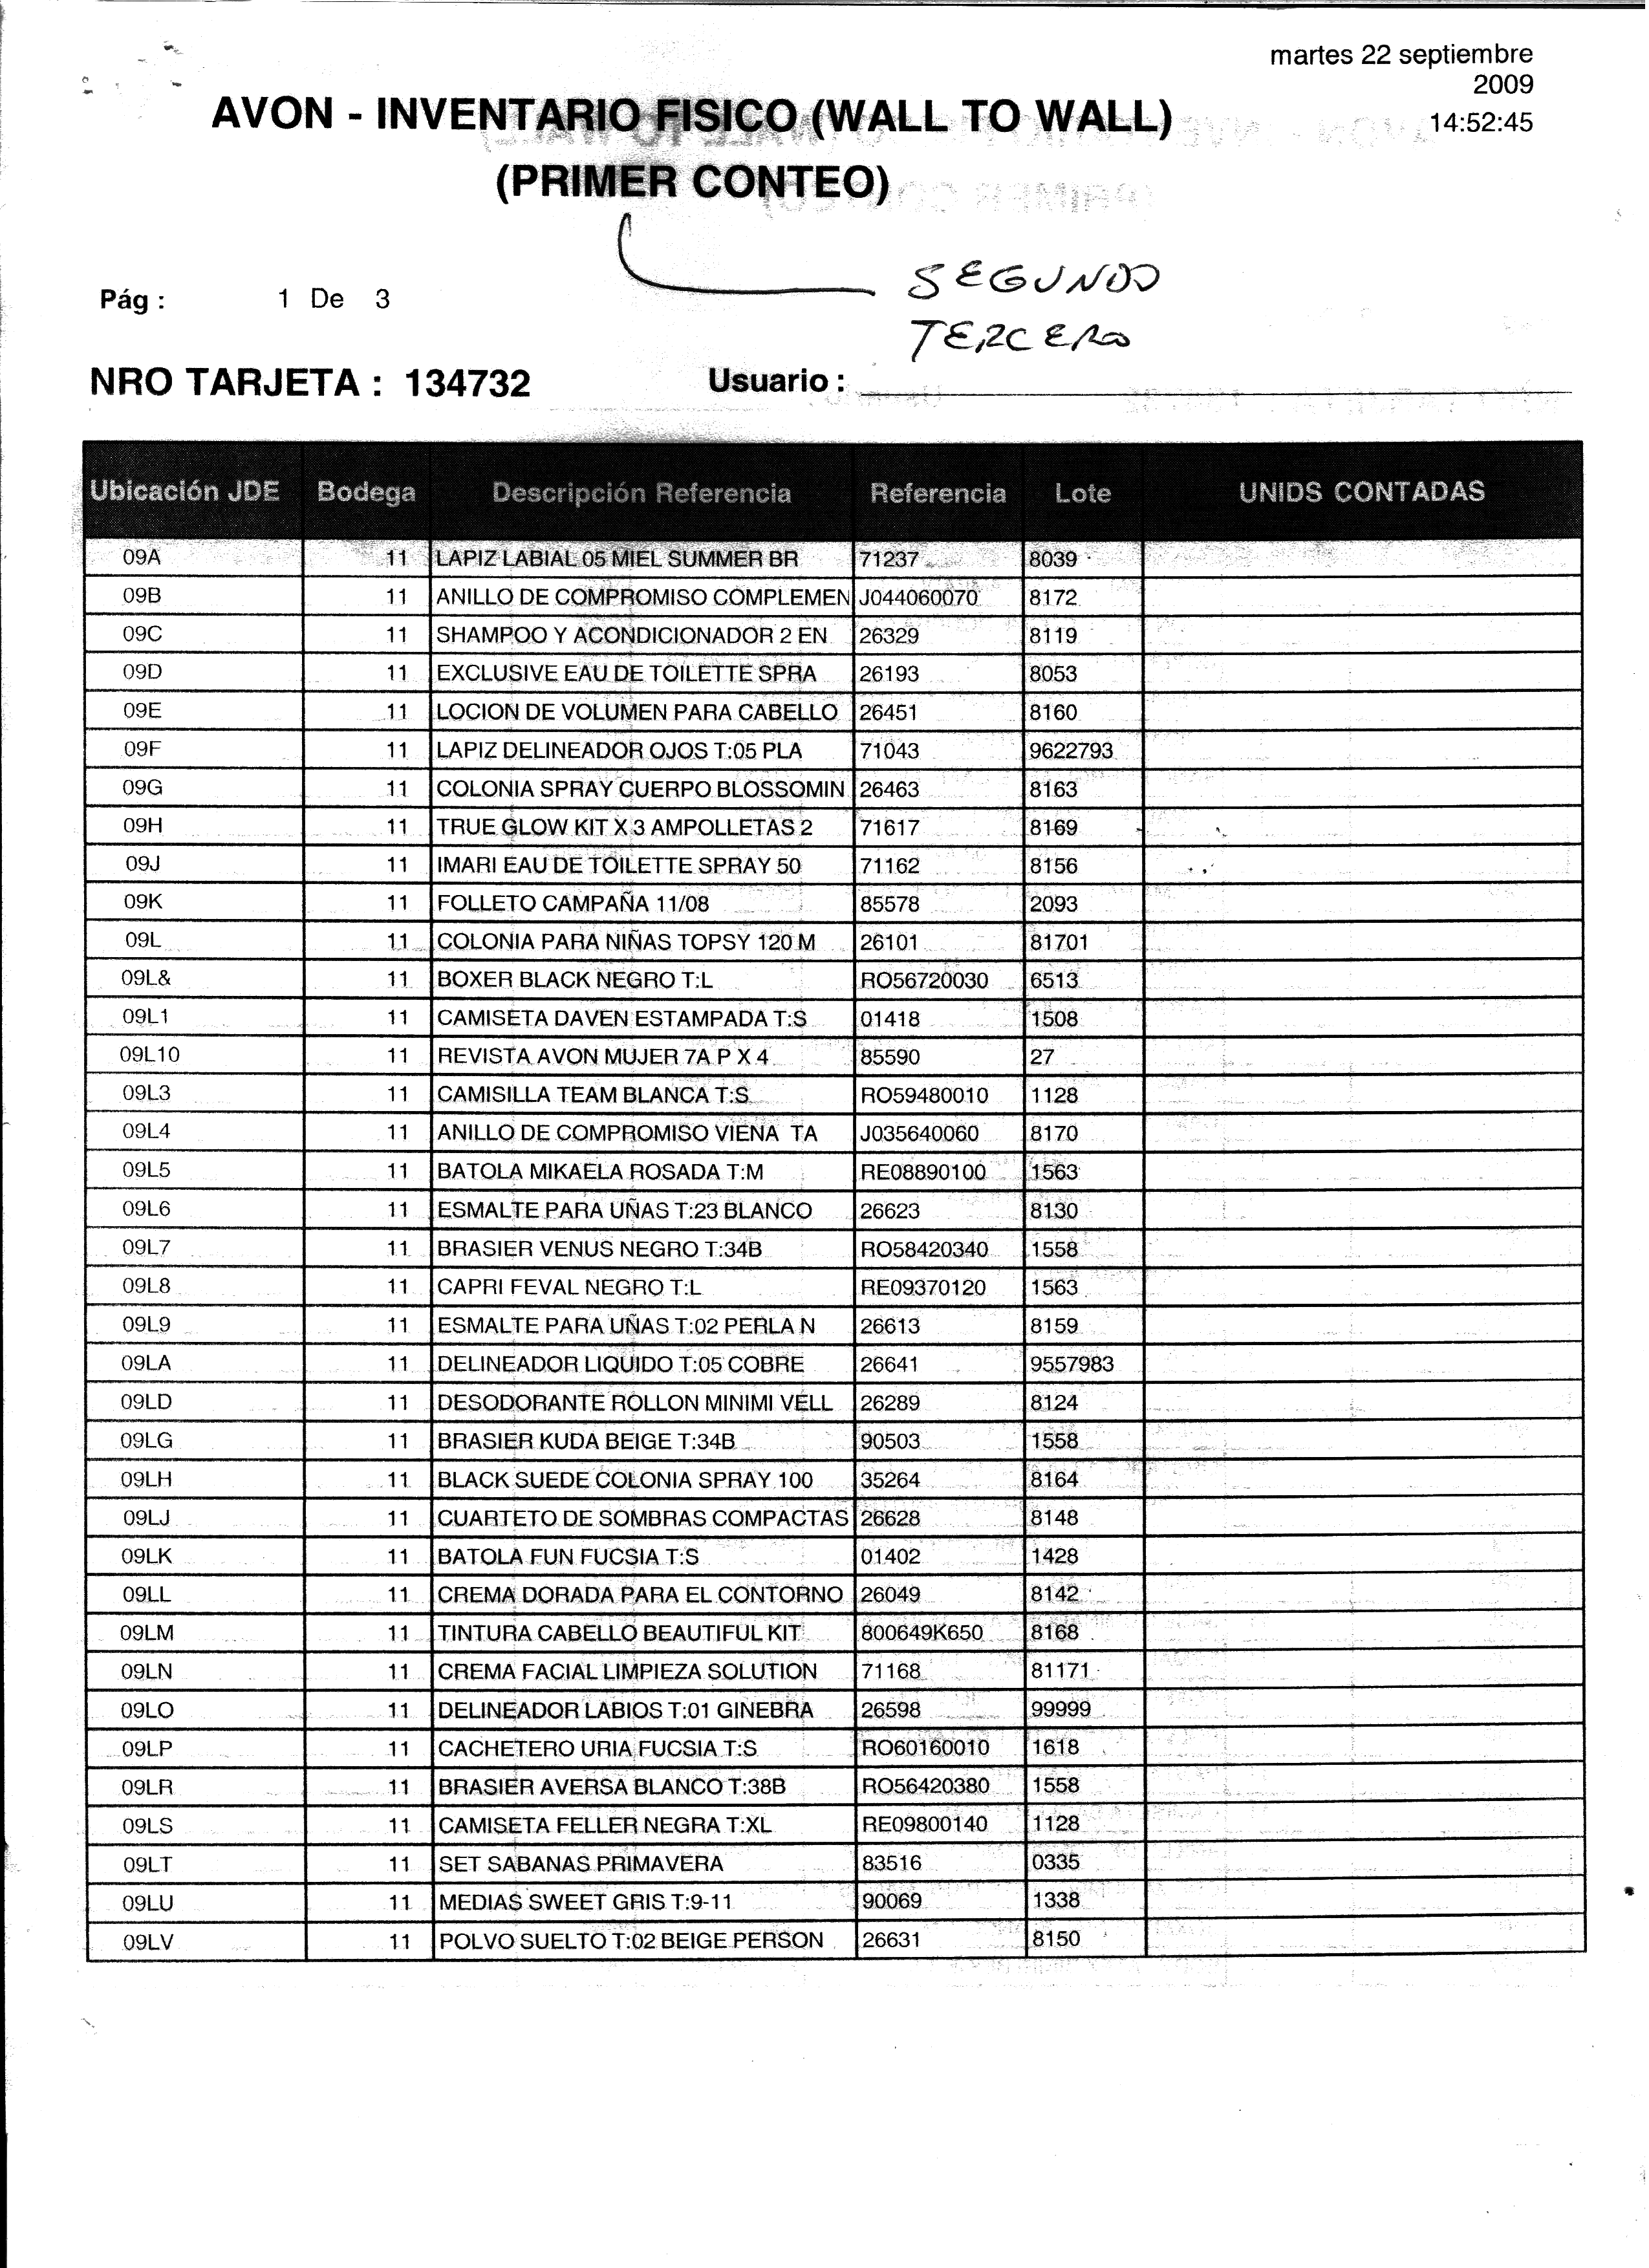 martes 22 septiembre
2009
14:52:45
AVON - INVENTARIO FISICO (WALL TO WALL)
(PRIMER CONTEO)
SEGUNDO
TERCERO
Pág : 1 De 3
NRO TARJETA : 134732 Usuario :
Ubicación JDE Bodega Descripción Referencia Referencia Lote UNIDS CONTADAS
09A 11 LAPIZ LABIAL 05 MIEL SUMMER BR 71237 8039
09B 11 ANILLO DE COMPROMISO COMPLEMEN J044060070 8172
09C 11 SHAMPOO Y ACONDICIONADOR 2 EN 26329 8119
09D 11 EXCLUSIVE EAU DE TOILETTE SPRA 26193 8053
09E 11 LOCION DE VOLUMEN PARA CABELLO 26451 8160
09F 11 LAPIZ DELINEADOR OJOS T:05 PLA 71043 9622793
09G 11 COLONIA SPRAY CUERPO BLOSSOMIN 26463 8163
09H 11 TRUE GLOW KIT X 3 AMPOLLETAS 2 71617 8169
09J 11 IMARI EAU DE TOILETTE SPRAY 50 71162 8156
09K 11 FOLLETO CAMPAÑA 11/08 85578 2093
09L 11 COLONIA PARA NIÑAS TOPSY 120 M 26101 81701
09L& 11 BOXER BLACK NEGRO T:L RO56720030 6513
09L1 11 CAMISETA DAVEN ESTAMPADA T:S 01418 1508
09L10 11 REVISTA AVON MUJER 7A P X 4 85590 27
09L3 11 CAMISILLA TEAM BLANCA T:S RO59480010 1128
09L4 11 ANILLO DE COMPROMISO VIENA TA J035640060 8170
09L5 11 BATOLA MIKAELA ROSADA T:M RE08890100 1563
09L6 11 ESMALTE PARA UÑAS T:23 BLANCO 26623 8130
09L7 11 BRASIER VENUS NEGRO T:34B RO58420340 1558
09L8 11 CAPRI FEVAL NEGRO T:L RE09370120 1563
09L9 11 ESMALTE PARA UÑAS T:02 PERLA N 26613 8159
09LA 11 DELINEADOR LIQUIDO T:05 COBRE 26641 9557983
09LD 11 DESODORANTE ROLLON MINIMI VELL 26289 8124
09LG 11 BRASIER KUDA BEIGE T:34B 90503 1558
09LH 11 BLACK SUEDE COLONIA SPRAY 100 35264 8164
09LJ 11 CUARTETO DE SOMBRAS COMPACTAS 26628 8148
09LK 11 BATOLA FUN FUCSIA T:S 01402 1428
09LL 11 CREMA DORADA PARA EL CONTORNO 26049 8142
09LM 11 TINTURA CABELLO BEAUTIFUL KIT 800649K650 8168
09LN 11 CREMA FACIAL LIMPIEZA SOLUTION 71168 81171
09LO 11 DELINEADOR LABIOS T:01 GINEBRA 26598 99999
09LP 11 CACHETERO URIA FUCSIA T:S RO60160010 1618
09LR 11 BRASIER AVERSA BLANCO T:38B RO56420380 1558
09LS 11 CAMISETA FELLER NEGRA T:XL RE09800140 1128
09LT 11 SET SABANAS PRIMAVERA 83516 0335
09LU 11 MEDIAS SWEET GRIS T:9-11 90069 1338
09LV 11 POLVO SUELTO T:02 BEIGE PERSON 26631 8150